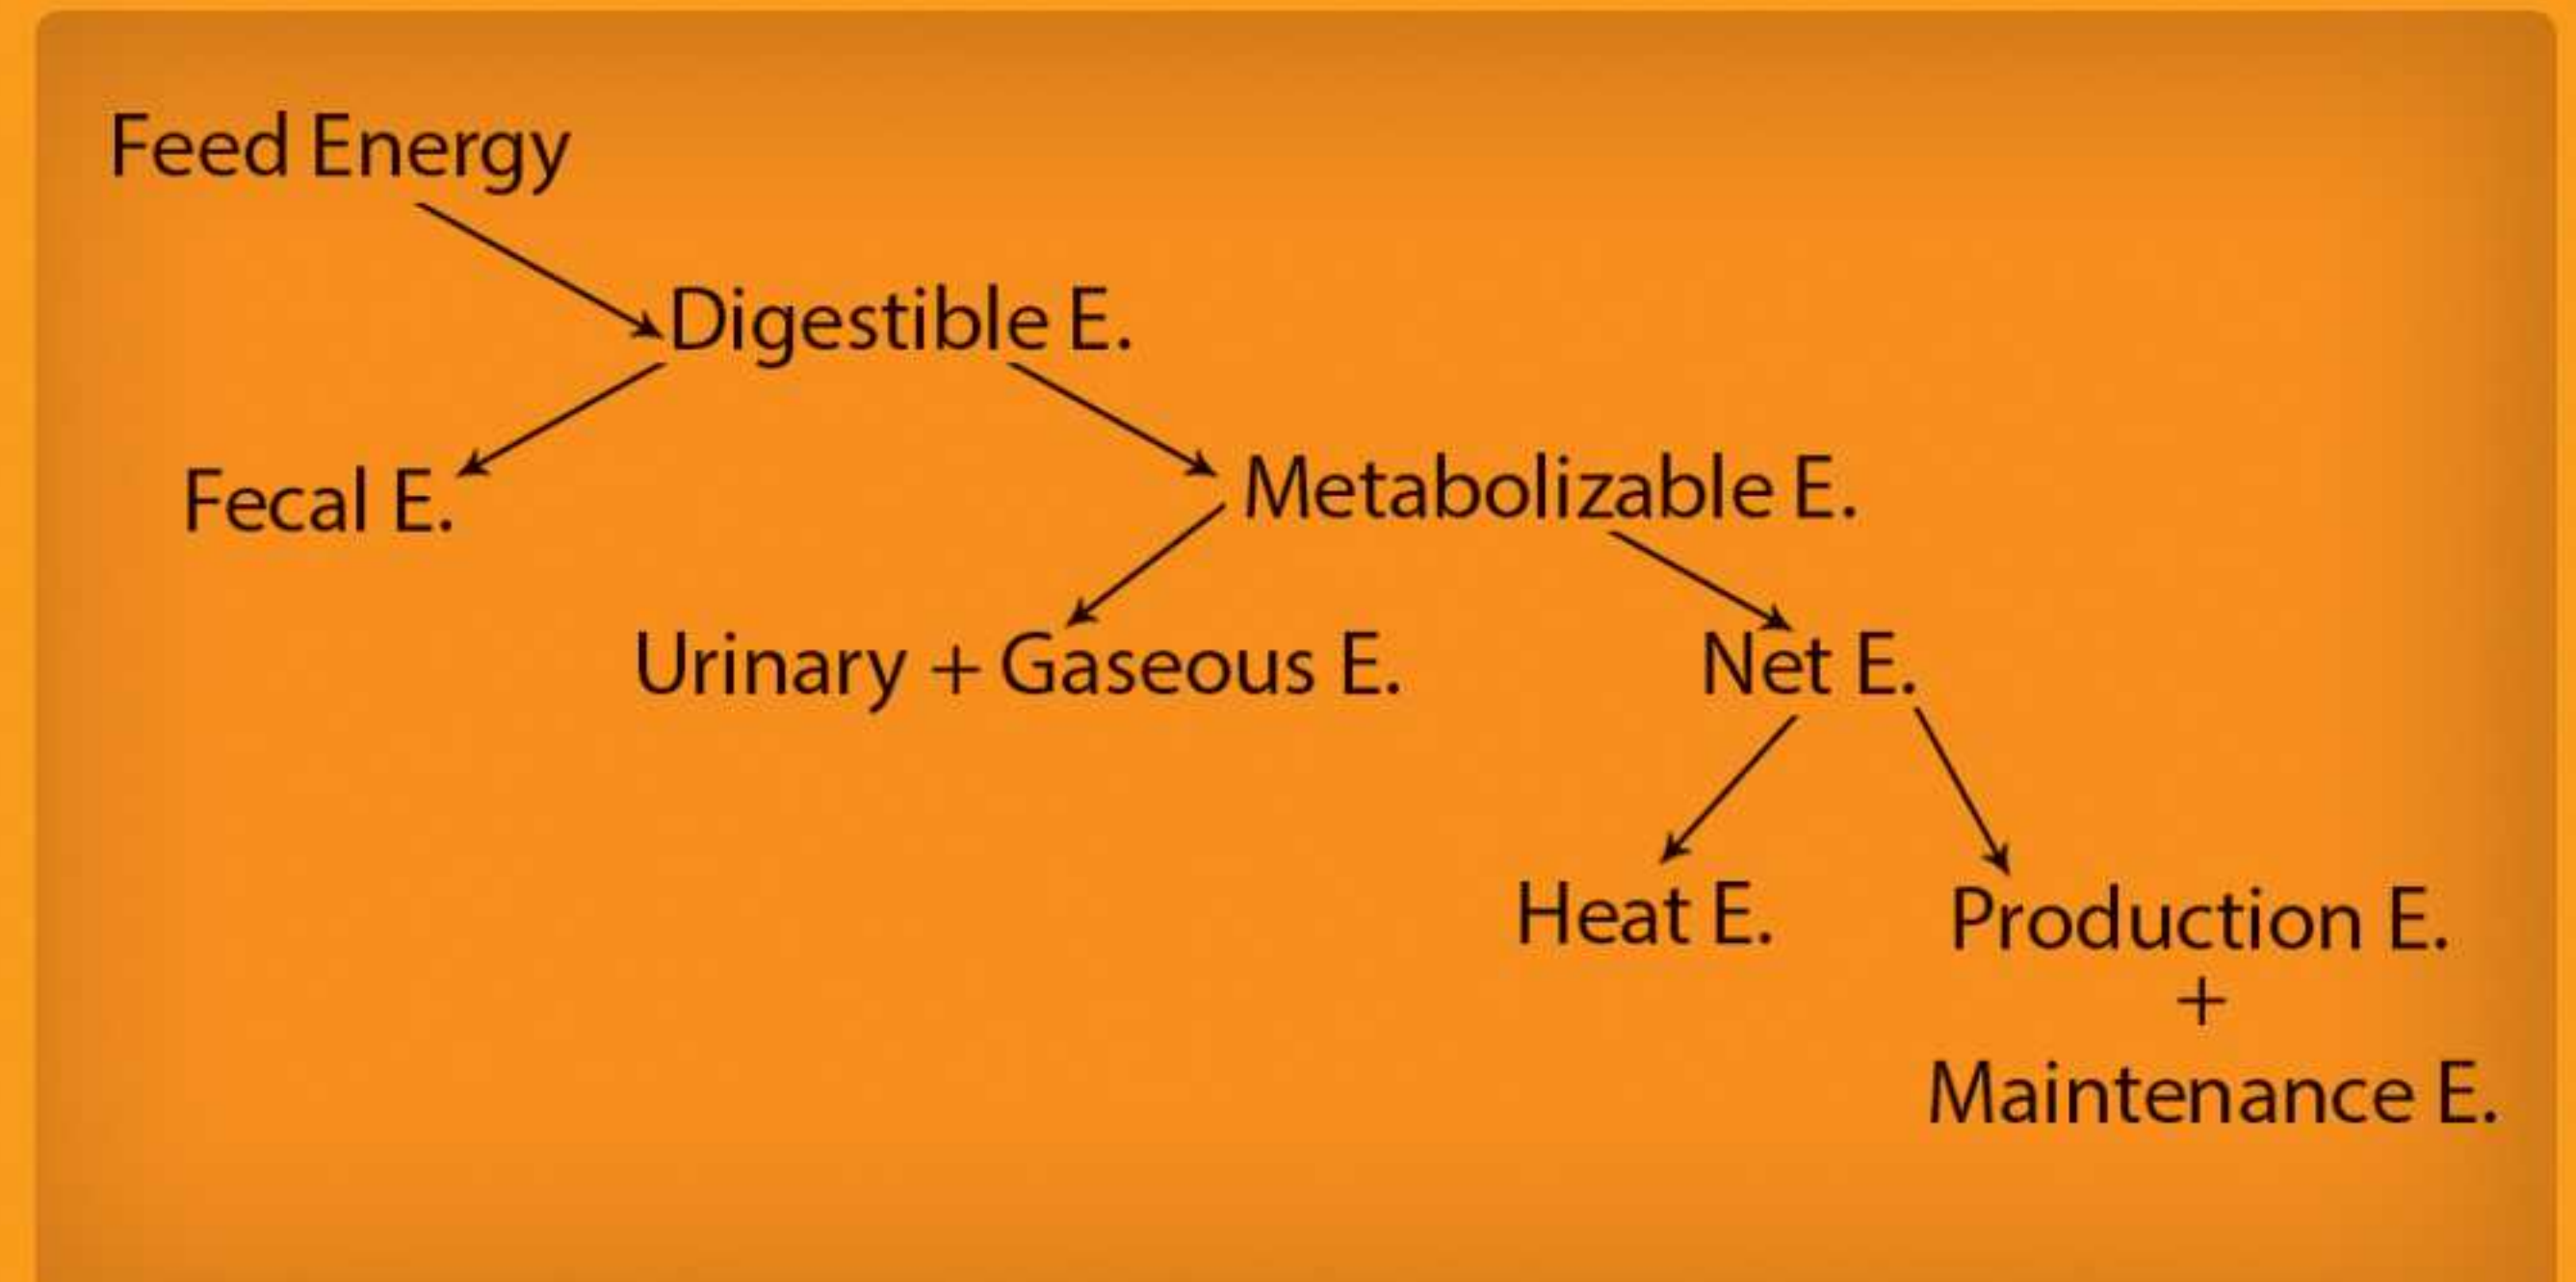 Feed Energy
Digestible E.
Fecal E.
Metabolizable E.
Urinary + Gaseous E.
Net E.
Heat E.
Production E.
+
Maintenance E.